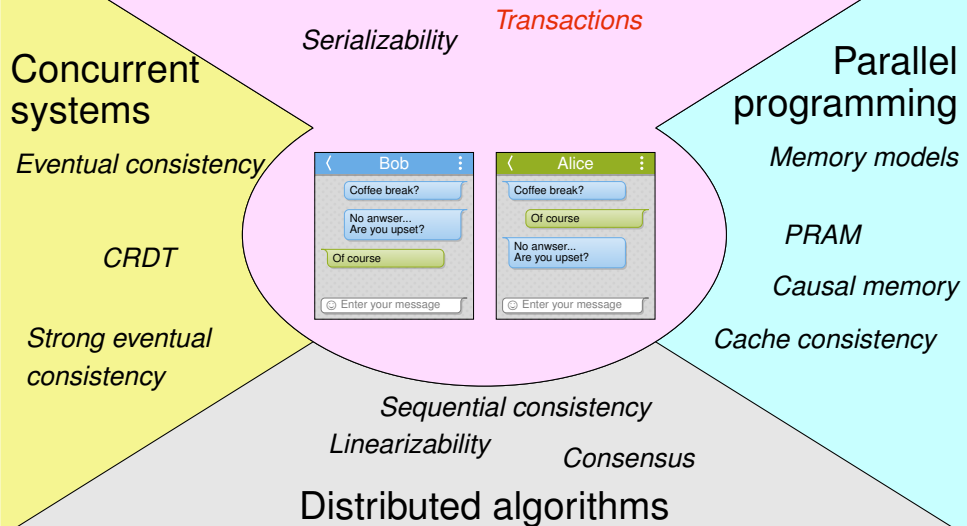 Serializability
Transactions
Concurrent
systems
Parallel
programming
Eventual consistency
CRDT
Strong eventual
consistency
Bob
Coffee break?
No anwser...
Are you upset?
Of course
Enter your message
Alice
Coffee break?
Of course
No anwser...
Are you upset?
Enter your message
Memory models
PRAM
Causal memory
Cache consistency
Sequential consistency
Linearizability
Consensus
Distributed algorithms